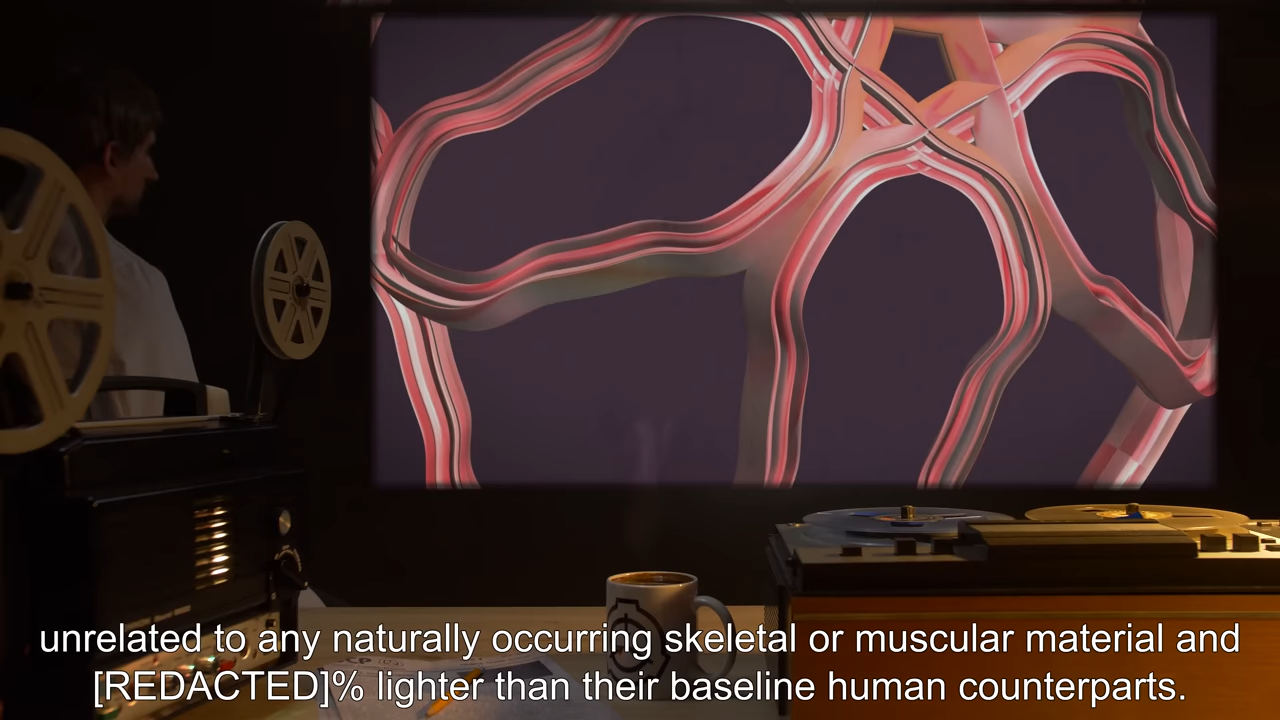 unrelated to any naturally occurring skeletal or muscular material and
[REDACTED]% lighter than their baseline human counterparts.